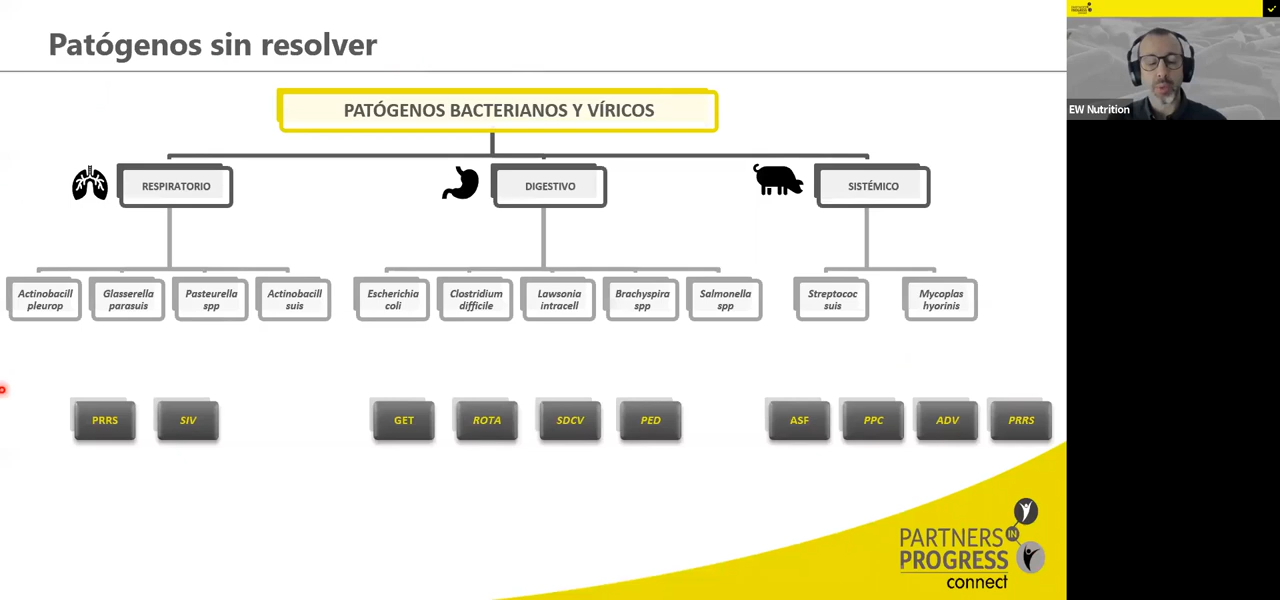 Patógenos sin resolver
EW Nutrition
PATÓGENOS BACTERIANOS Y VÍRICOS
RESPIRATORIO
DIGESTIVO
SISTÉMICO
Actinobacill
pleurop
Glasserella
parasuis
Pasteurella
spp
Actinobacill
suis
Escherichia
coli
Clostridium
difficile
Lawsonia
intracell
Brachyspira
spp
Salmonella
spp
Streptococ
suis
Mycoplas
hyorinis
PRRS
SIV
GET
ROTA
SDCV
PED
ASF
PPC
ADV
PRRS
PARTNERS
IN
PROGRESS
connect